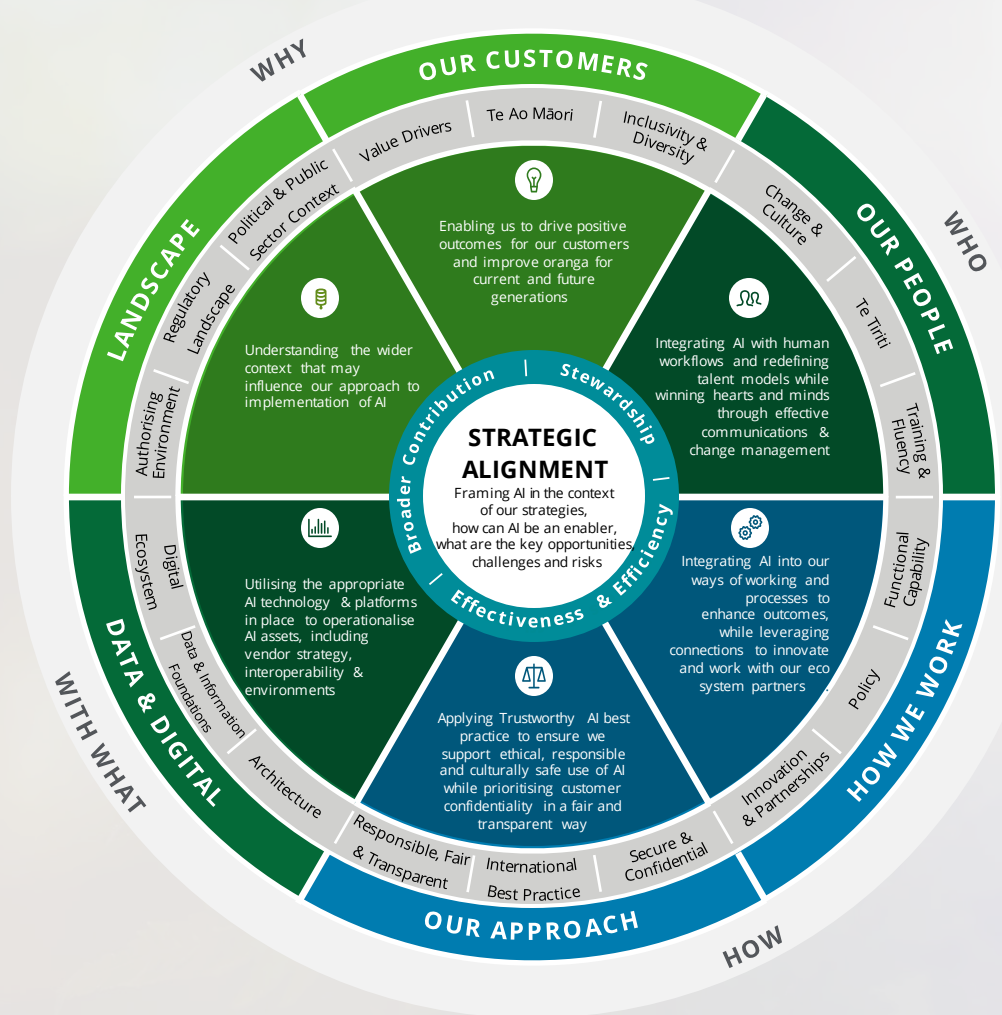 WHY
OUR CUSTOMERS
Value Drivers
Te Ao Māori
Inclusivity &
Diversity
Enabling us to drive positive
outcomes for our customers
and improve oranga for
current and future
generations
WHO
OUR PEOPLE
Change &
Culture
Te Tiriti
Training &
Fluency
Integrating AI with human
workflows and redefining
talent models while
winning hearts and minds
through effective
communications &
change management
HOW WE WORK
Functional
Capability
Policy
Innovation
& Partnerships
Integrating AI into our
ways of working and
processes to
enhance outcomes,
while leveraging
connections to innovate
and work with our eco
system partners .
HOW
OUR APPROACH
Secure &
Confidential
International
Best Practice
Responsible, Fair
& Transparent
Applying Trustworthy AI best
practice to ensure we
support ethical, responsible
and culturally safe use of AI
while prioritising customer
confidentiality in a fair and
transparent way
WITH WHAT
DATA & DIGITAL
Architecture
Data & Information
Foundations
Digital
Ecosystem
Utilising the appropriate
AI technology & platforms
in place to operationalise
AI assets, including
vendor strategy,
interoperability &
environments
LANDSCAPE
Authorising
Environment
Regulatory
Landscape
Political & Public
Sector Context
Understanding the wider
context that may
influence our approach to
implementation of AI
Broader Contribution | Stewardship | Effectiveness & Efficiency |
STRATEGIC
ALIGNMENT
Framing AI in the context
of our strategies,
how can AI be an enabler,
what are the key opportunities,
challenges and risks